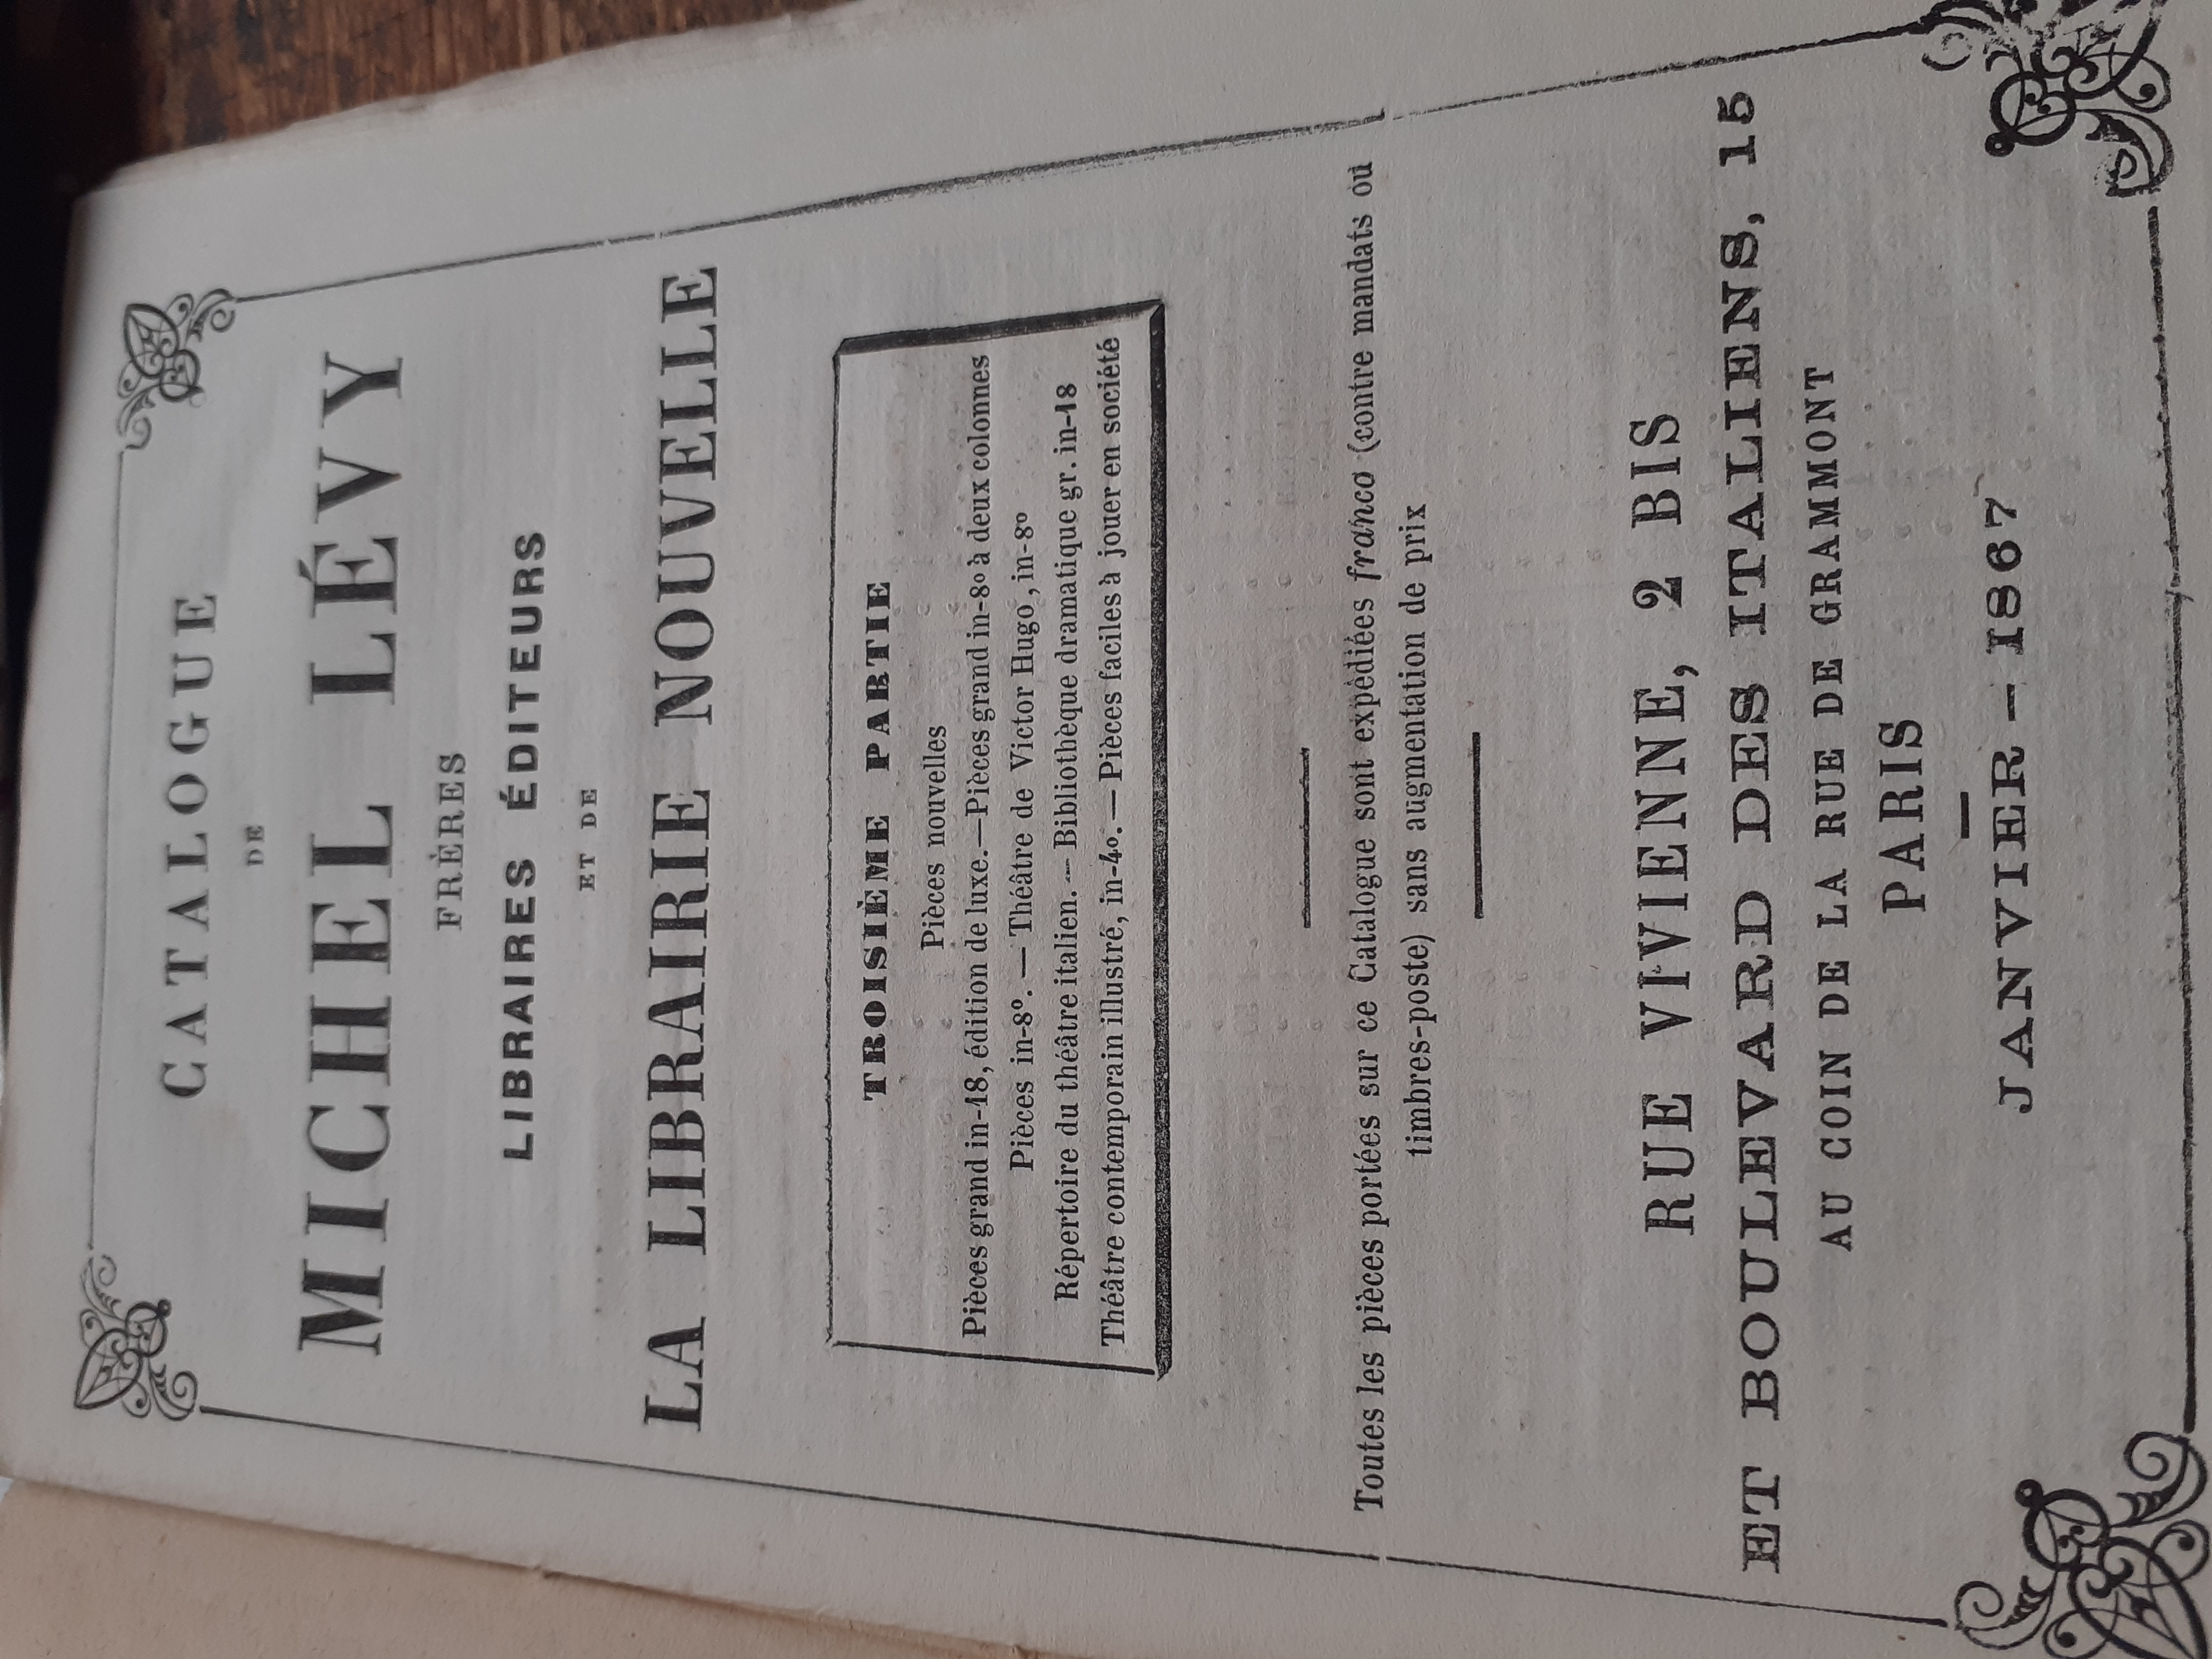 CATALOGUE
DE
MICHEL LÉVY
FRÈRES
LIBRAIRES ÉDITEURS
ET DE
LA LIBRAIRIE NOUVELLE
TROISIÈME PARTIE
Pièces nouvelles
Pièces grand in-18, édition de luxe.—Pièces grand in-8º à deux colonnes
Pièces in-8º. — Théâtre de Victor Hugo, in-8º
Répertoire du théâtre italien. — Bibliothèque dramatique gr. in-18
Théâtre contemporain illustré, in-4º. — Pièces faciles à jouer en société
Toutes les pièces portées sur ce Catalogue sont expédiées franco (contre mandats ou
timbres-poste) sans augmentation de prix
RUE VIVIENNE, 2 BIS
ET BOULEVARD DES ITALIENS, 15
AU COIN DE LA RUE DE GRAMMONT
PARIS
JANVIER — 1867